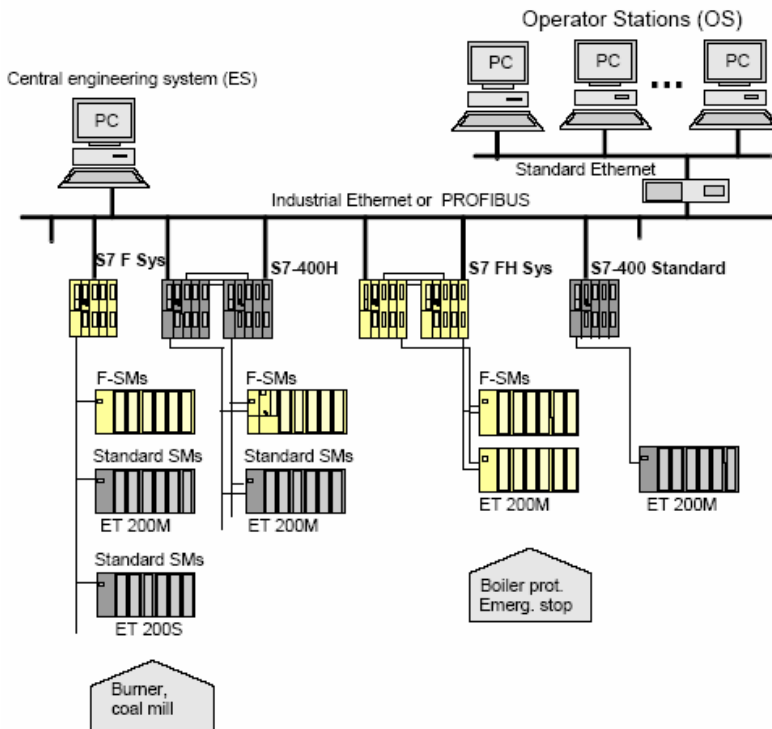 Operator Stations (OS)
Central engineering system (ES)
PC
PC
PC
PC
Standard Ethernet
Industrial Ethernet or PROFIBUS
S7 F Sys
S7-400H
S7 FH Sys
S7-400 Standard
F-SMs
F-SMs
F-SMs
Standard SMs
Standard SMs
ET 200M
ET 200M
ET 200M
ET 200M
Standard SMs
ET 200S
Boiler prot.
Emerg. stop
Burner,
coal mill